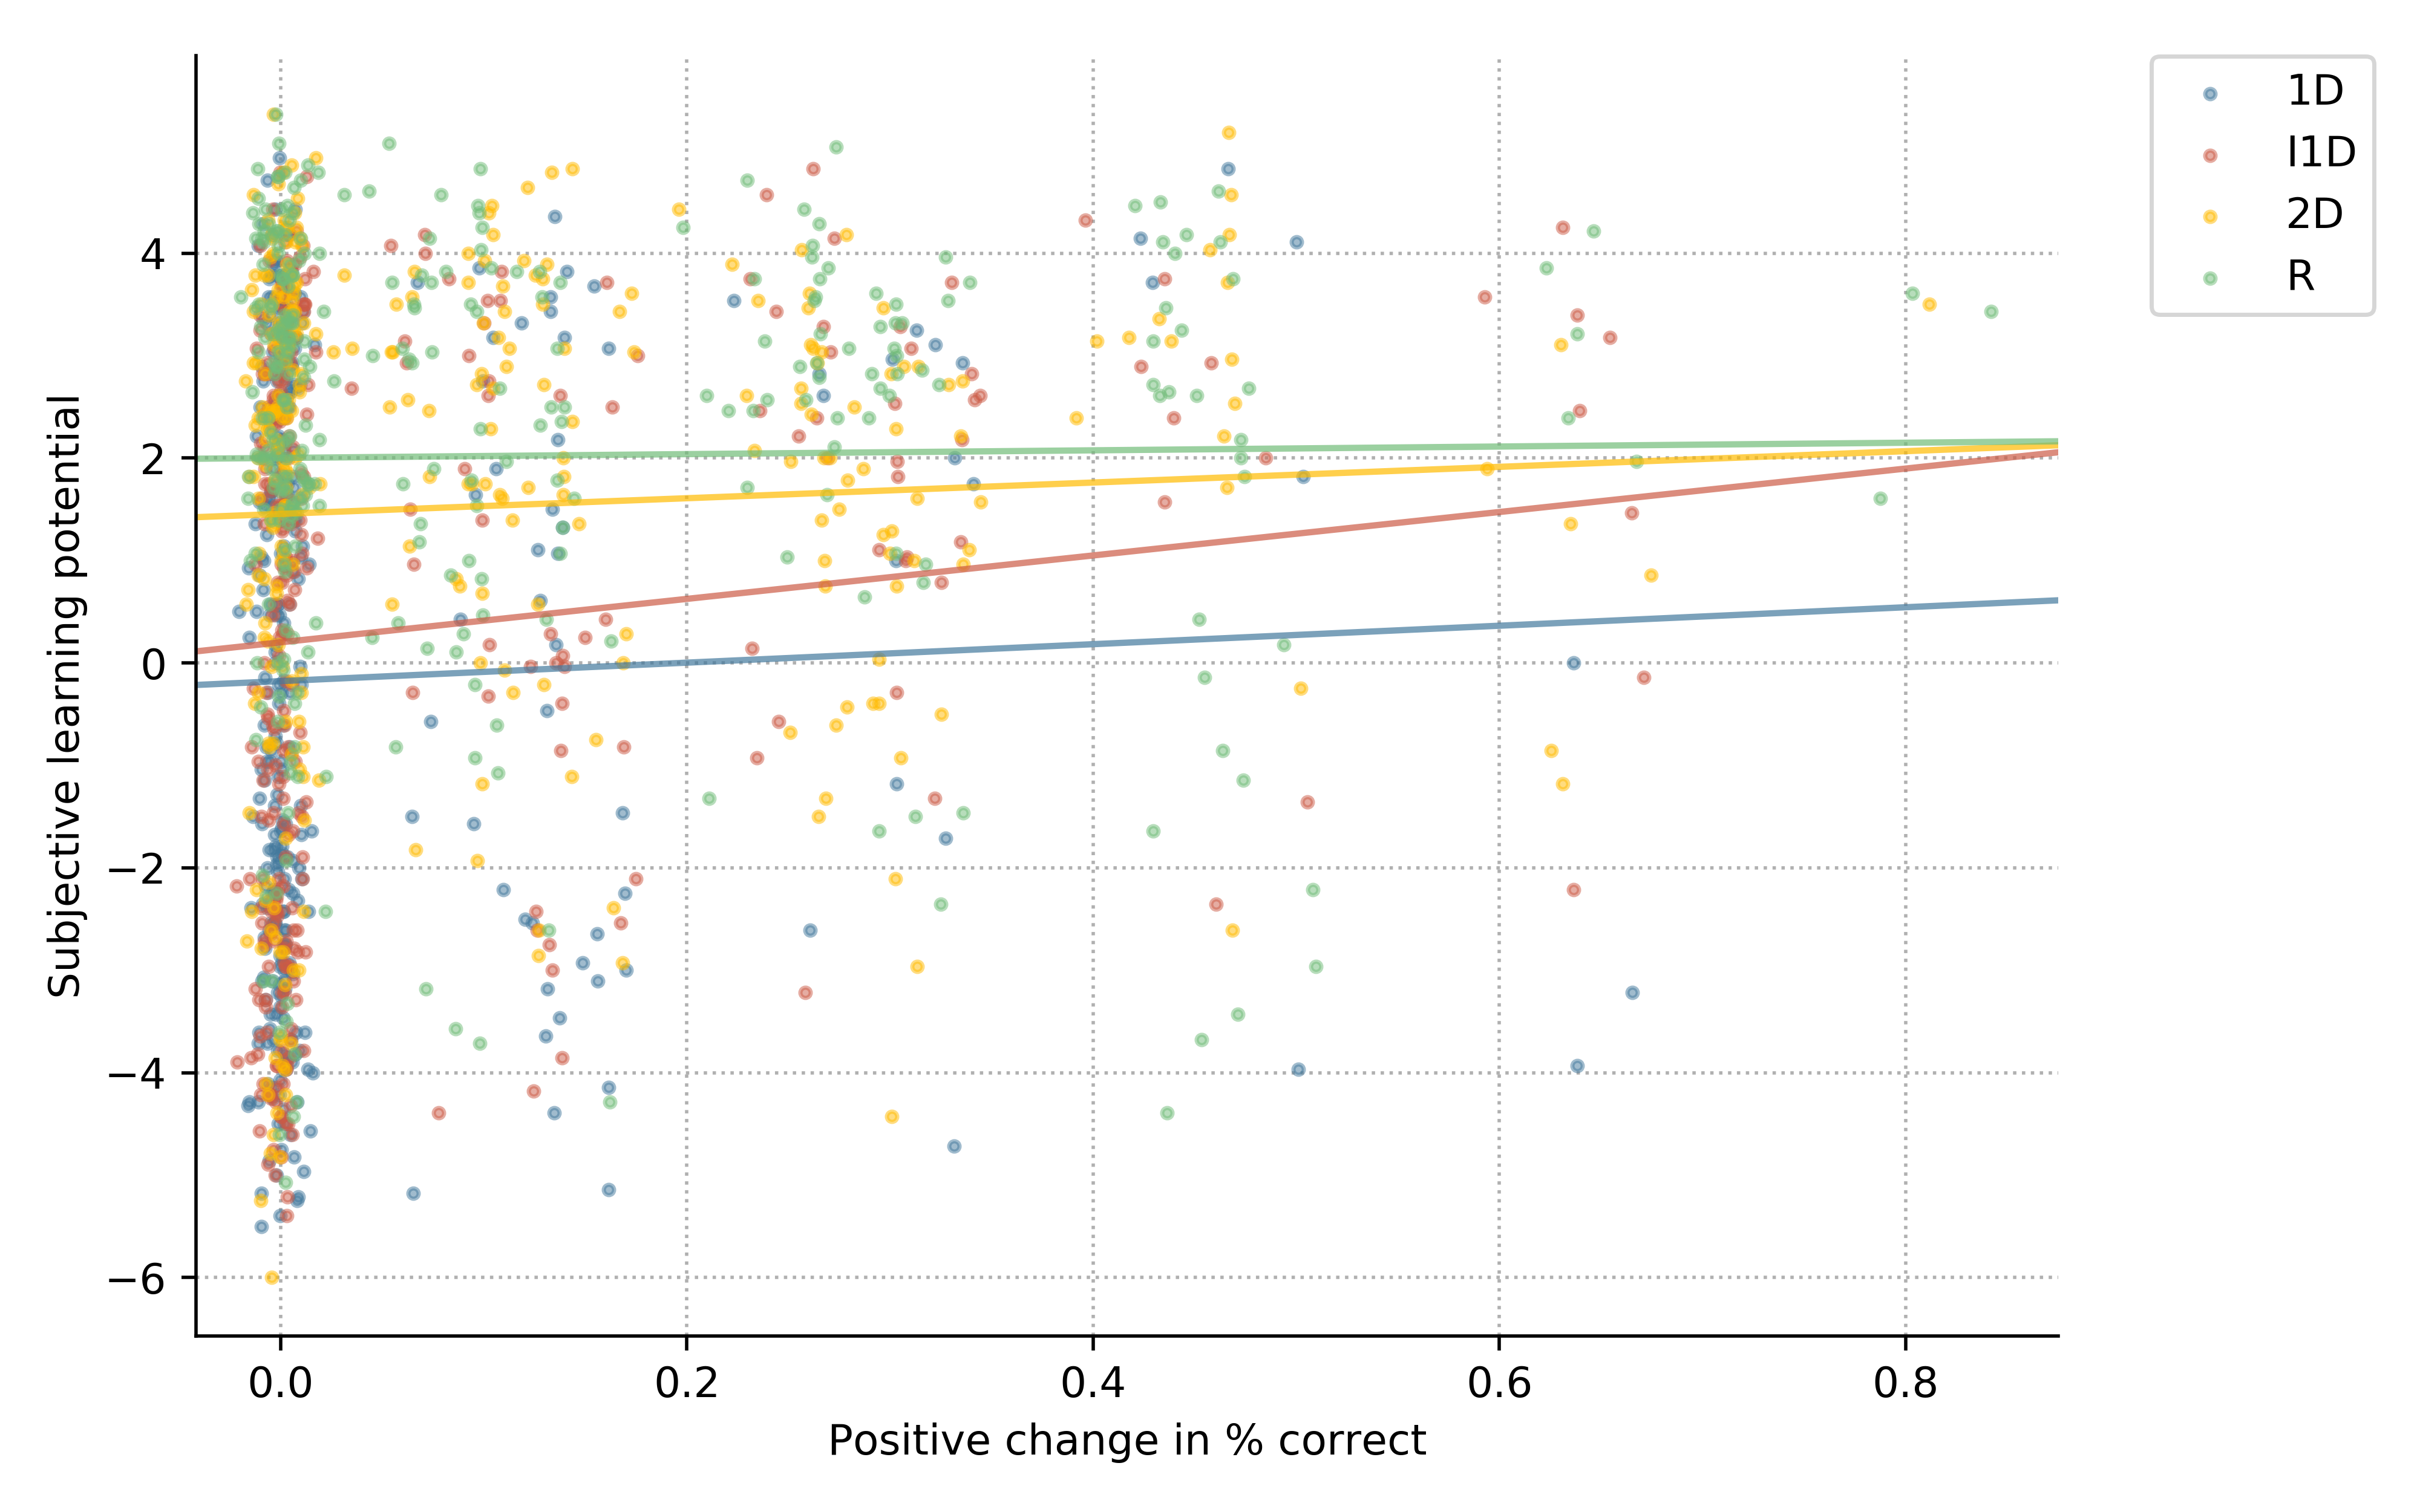 1D
I1D
2D
R
4
2
0
−2
−4
−6
Subjective learning potential
0.0 0.2 0.4 0.6 0.8
Positive change in % correct